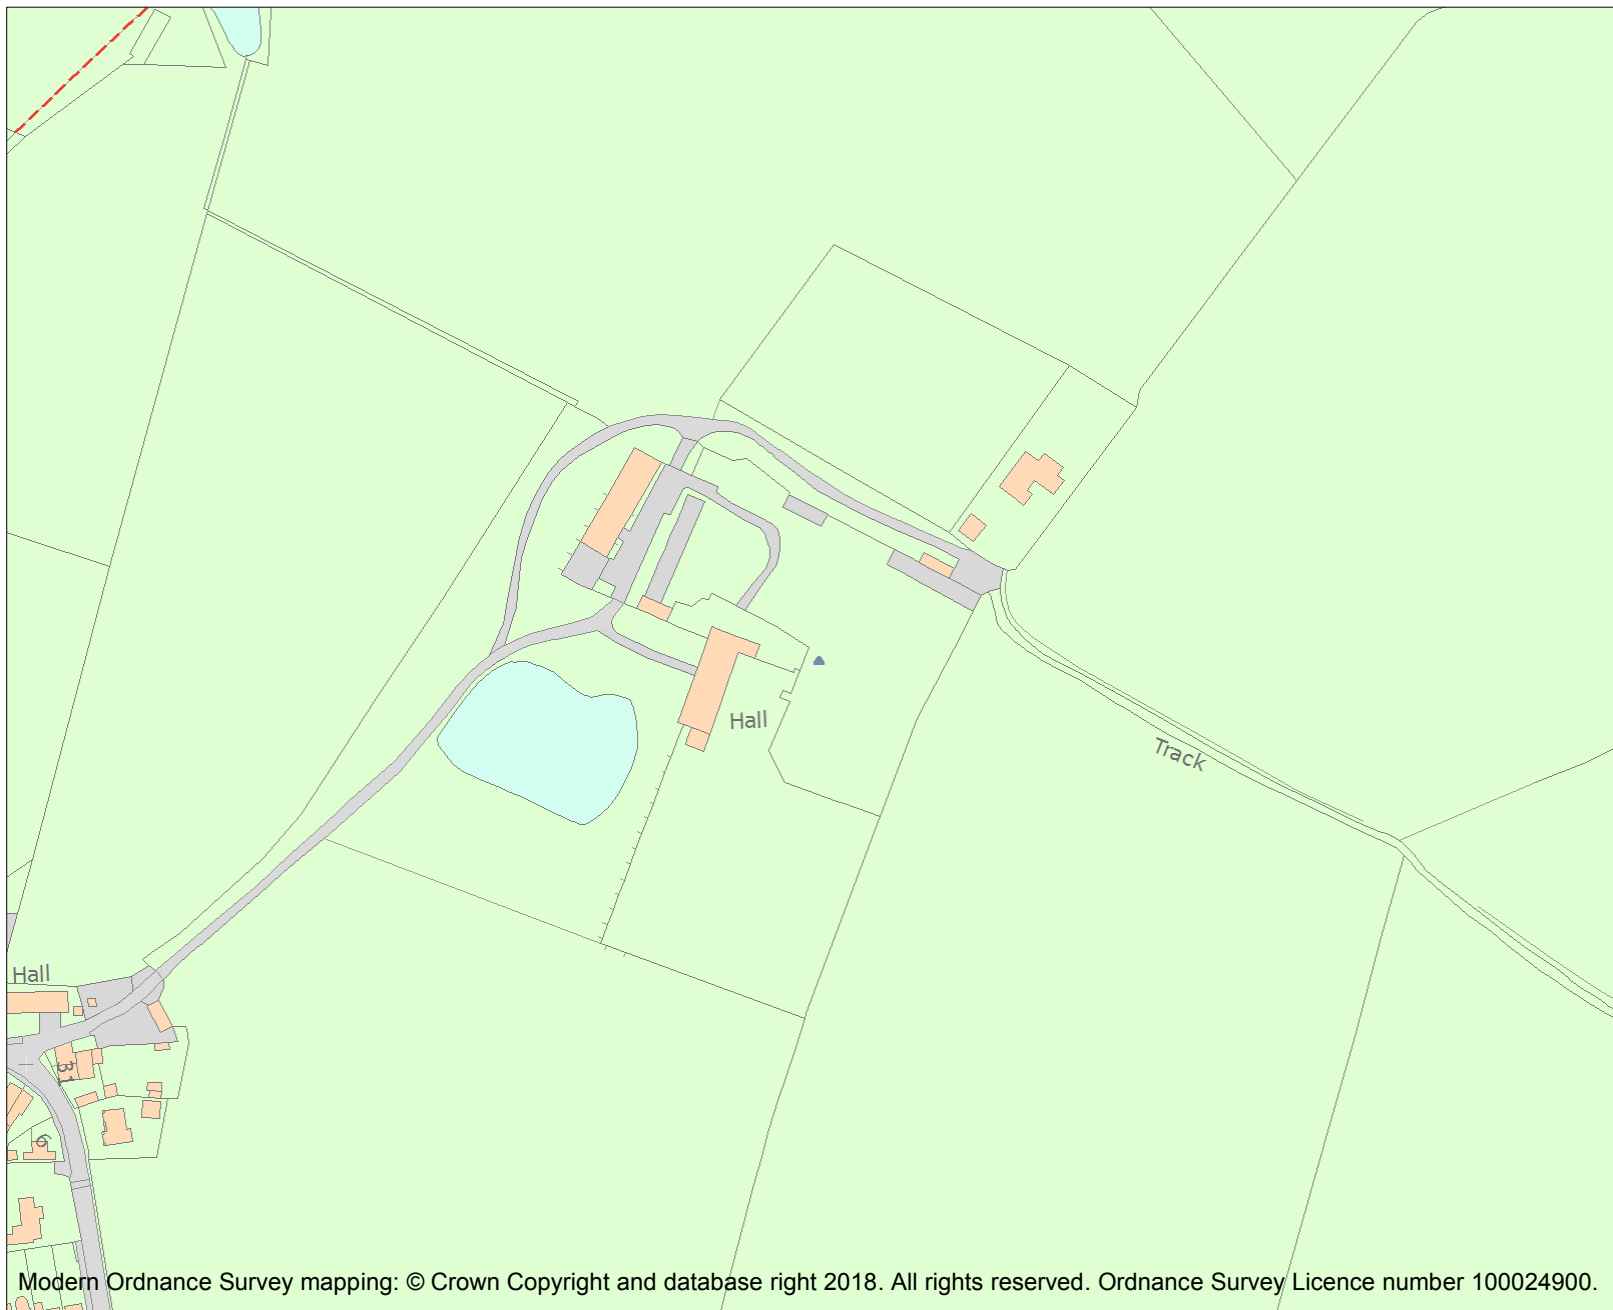 Hall
Track
Hall
B1
6
Modern Ordnance Survey mapping: © Crown Copyright and database right 2018. All rights reserved. Ordnance Survey Licence number 100024900.